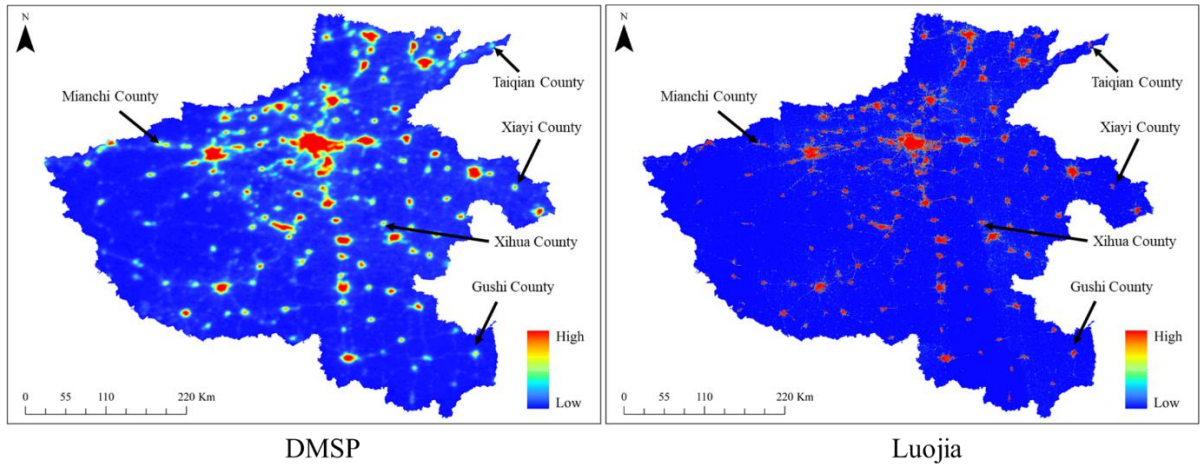 N
Taiqian County
Mianchi County
Xiayi County
Xihua County
Gushi County
High
Low
0 55 110 220 Km
DMSP
N
Taiqian County
Mianchi County
Xiayi County
Xihua County
Gushi County
High
Low
0 55 110 220 Km
Luojia